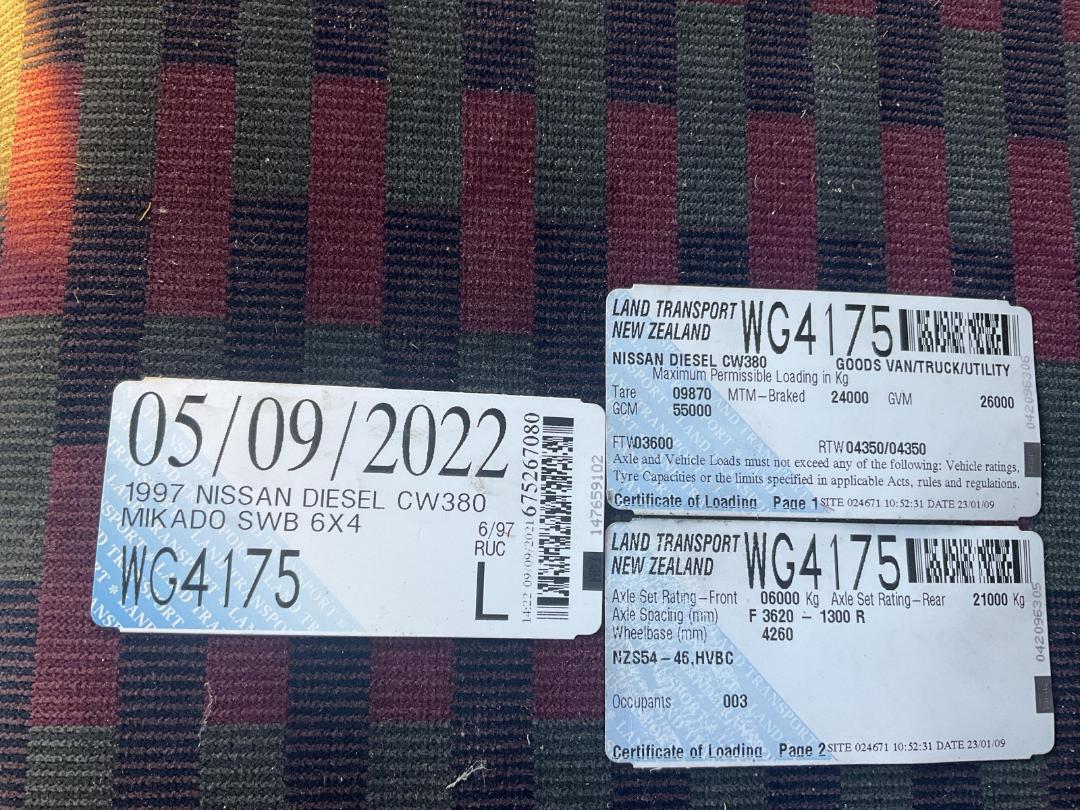 05/09/2022
1997 NISSAN DIESEL CW380
MIKADO SWB 6X4
6/97
RUC
WG4175
L
14:22 09/09/2021
675267080
147659102
LAND TRANSPORT
NEW ZEALAND
WG4175
NISSAN DIESEL CW380 GOODS VAN/TRUCK/UTILITY
Maximum Permissible Loading in Kg
Tare 09870 MTM-Braked 24000 GVM 26000
GCM 55000
FTW03600 RTW 04350/04350
Axle and Vehicle Loads must not exceed any of the following: Vehicle ratings,
Tyre Capacities or the limits specified in applicable Acts, rules and regulations.
Certificate of Loading Page 1 SITE 024671 10:52:31 DATE 23/01/09
042096306
LAND TRANSPORT
NEW ZEALAND
WG4175
Axle Set Rating-Front 06000 Kg Axle Set Rating-Rear 21000 Kg
Axle Spacing (mm) F 3620 - 1300 R
Wheelbase (mm) 4260
NZS54-46,HVBC
Occupants 003
Certificate of Loading Page 2 SITE 024671 10:52:31 DATE 23/01/09
042096305